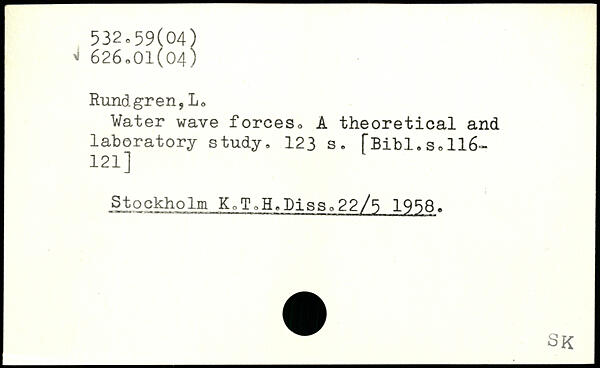 532.59(04)
√ 626.01(04)
Rundgren,L.
Water wave forces. A theoretical and
laboratory study. 123 s. [Bibl.s.116-
121]
Stockholm K.T.H.Diss.22/5 1958.
SK